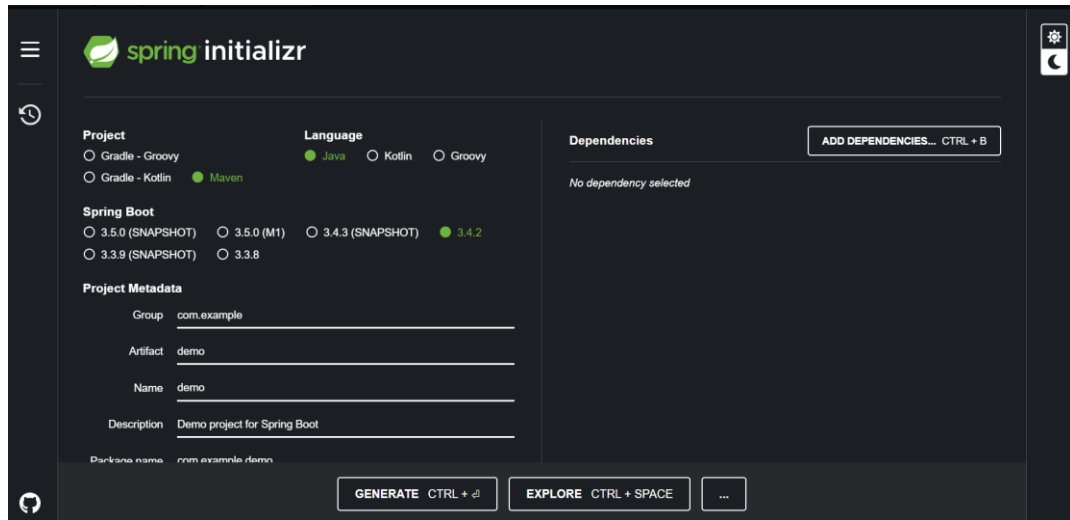 spring initializr
Project
Gradle - Groovy
Gradle - Kotlin Maven
Language
Java Kotlin Groovy
Spring Boot
3.5.0 (SNAPSHOT) 3.5.0 (M1) 3.4.3 (SNAPSHOT) 3.4.2
3.3.9 (SNAPSHOT) 3.3.8
Project Metadata
Group com.example
Artifact demo
Name demo
Description Demo project for Spring Boot
Package name com.example.demo
Dependencies
ADD DEPENDENCIES... CTRL + B
No dependency selected
GENERATE CTRL + ⏎
EXPLORE CTRL + SPACE
...